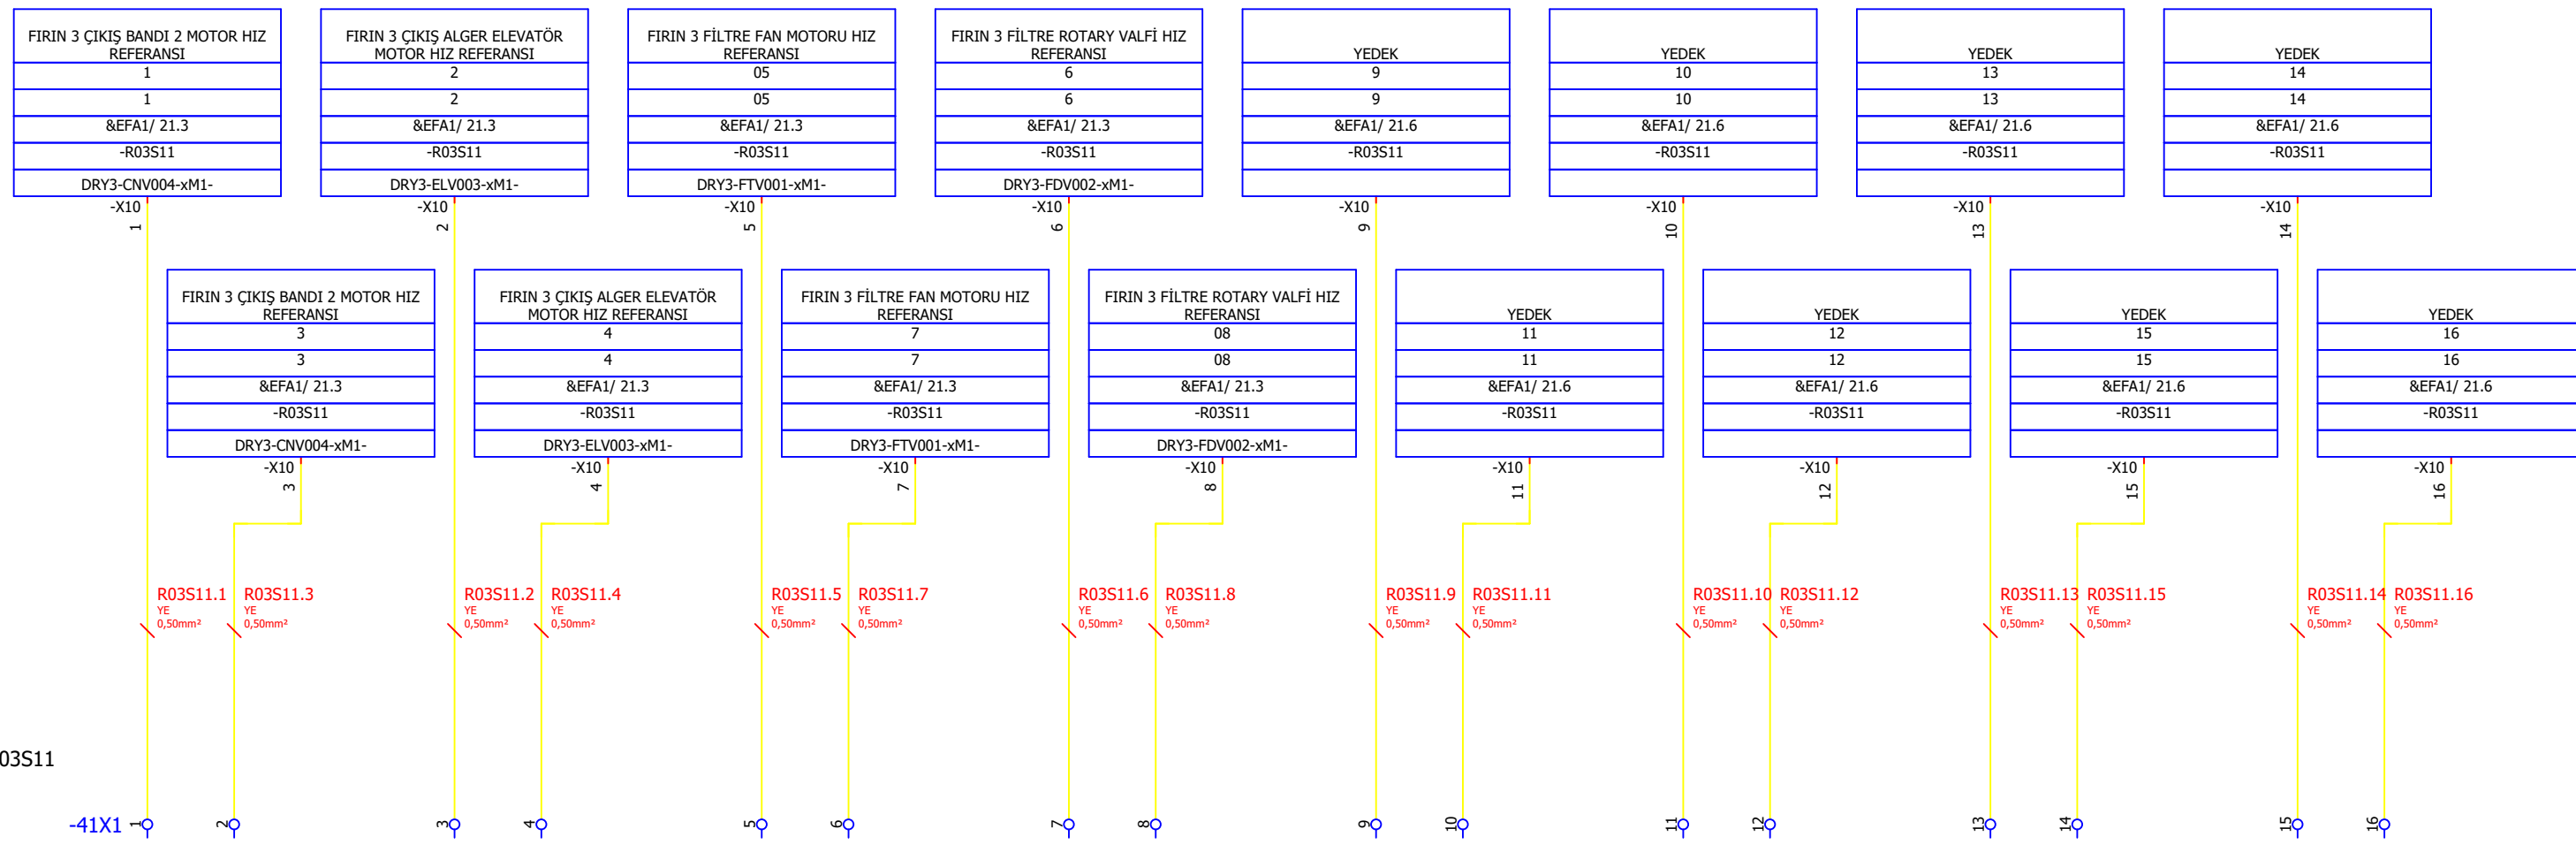 FIRIN 3 ÇIKIŞ BANDI 2 MOTOR HIZ
REFERANSI
1
1
&EFA1/ 21.3
-R03S11
DRY3-CNV004-xM1-
-X10
1
FIRIN 3 ÇIKIŞ ALGER ELEVATÖR
MOTOR HIZ REFERANSI
2
2
&EFA1/ 21.3
-R03S11
DRY3-ELV003-xM1-
-X10
2
FIRIN 3 FİLTRE FAN MOTORU HIZ
REFERANSI
05
05
&EFA1/ 21.3
-R03S11
DRY3-FTV001-xM1-
-X10
5
FIRIN 3 FİLTRE ROTARY VALFİ HIZ
REFERANSI
6
6
&EFA1/ 21.3
-R03S11
DRY3-FDV002-xM1-
-X10
6
YEDEK
9
9
&EFA1/ 21.6
-R03S11
-X10
9
YEDEK
10
10
&EFA1/ 21.6
-R03S11
-X10
10
YEDEK
13
13
&EFA1/ 21.6
-R03S11
-X10
13
YEDEK
14
14
&EFA1/ 21.6
-R03S11
-X10
14
FIRIN 3 ÇIKIŞ BANDI 2 MOTOR HIZ
REFERANSI
3
3
&EFA1/ 21.3
-R03S11
DRY3-CNV004-xM1-
-X10
3
FIRIN 3 ÇIKIŞ ALGER ELEVATÖR
MOTOR HIZ REFERANSI
4
4
&EFA1/ 21.3
-R03S11
DRY3-ELV003-xM1-
-X10
4
FIRIN 3 FİLTRE FAN MOTORU HIZ
REFERANSI
7
7
&EFA1/ 21.3
-R03S11
DRY3-FTV001-xM1-
-X10
7
FIRIN 3 FİLTRE ROTARY VALFİ HIZ
REFERANSI
08
08
&EFA1/ 21.3
-R03S11
DRY3-FDV002-xM1-
-X10
8
YEDEK
11
11
&EFA1/ 21.6
-R03S11
-X10
11
YEDEK
12
12
&EFA1/ 21.6
-R03S11
-X10
12
YEDEK
15
15
&EFA1/ 21.6
-R03S11
-X10
15
YEDEK
16
16
&EFA1/ 21.6
-R03S11
-X10
16
R03S11.1
YE
0,50mm²
R03S11.3
YE
0,50mm²
R03S11.2
YE
0,50mm²
R03S11.4
YE
0,50mm²
R03S11.5
YE
0,50mm²
R03S11.7
YE
0,50mm²
R03S11.6
YE
0,50mm²
R03S11.8
YE
0,50mm²
R03S11.9
YE
0,50mm²
R03S11.11
YE
0,50mm²
R03S11.10
YE
0,50mm²
R03S11.12
YE
0,50mm²
R03S11.13
YE
0,50mm²
R03S11.15
YE
0,50mm²
R03S11.14
YE
0,50mm²
R03S11.16
YE
0,50mm²
03S11
-41X1
1
2
3
4
5
6
7
8
9
10
11
12
13
14
15
16